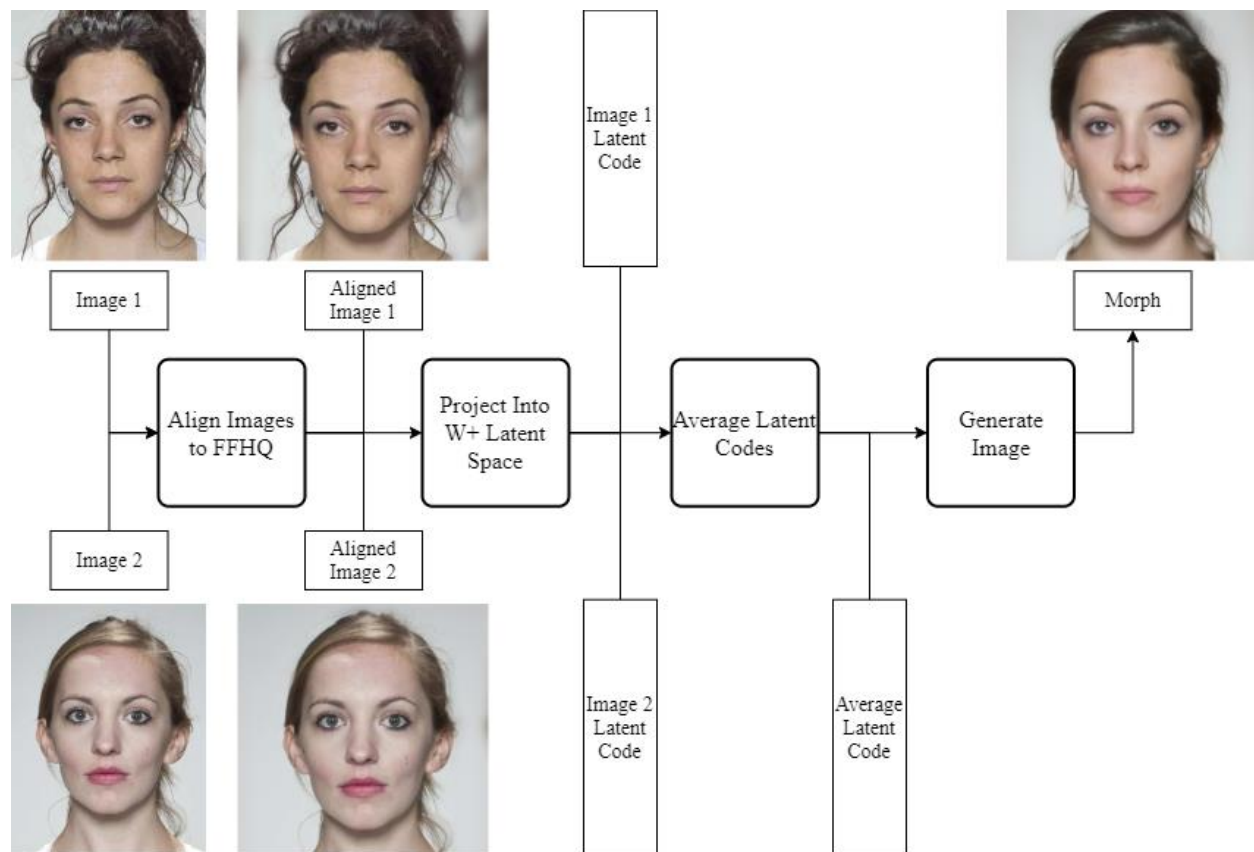 Image 1
Latent
Code
Image 1
Aligned
Image 1
Morph
Align Images
to FFHQ
Project Into
W+ Latent
Space
Average Latent
Codes
Generate
Image
Image 2
Aligned
Image 2
Image 2
Latent
Code
Average
Latent
Code